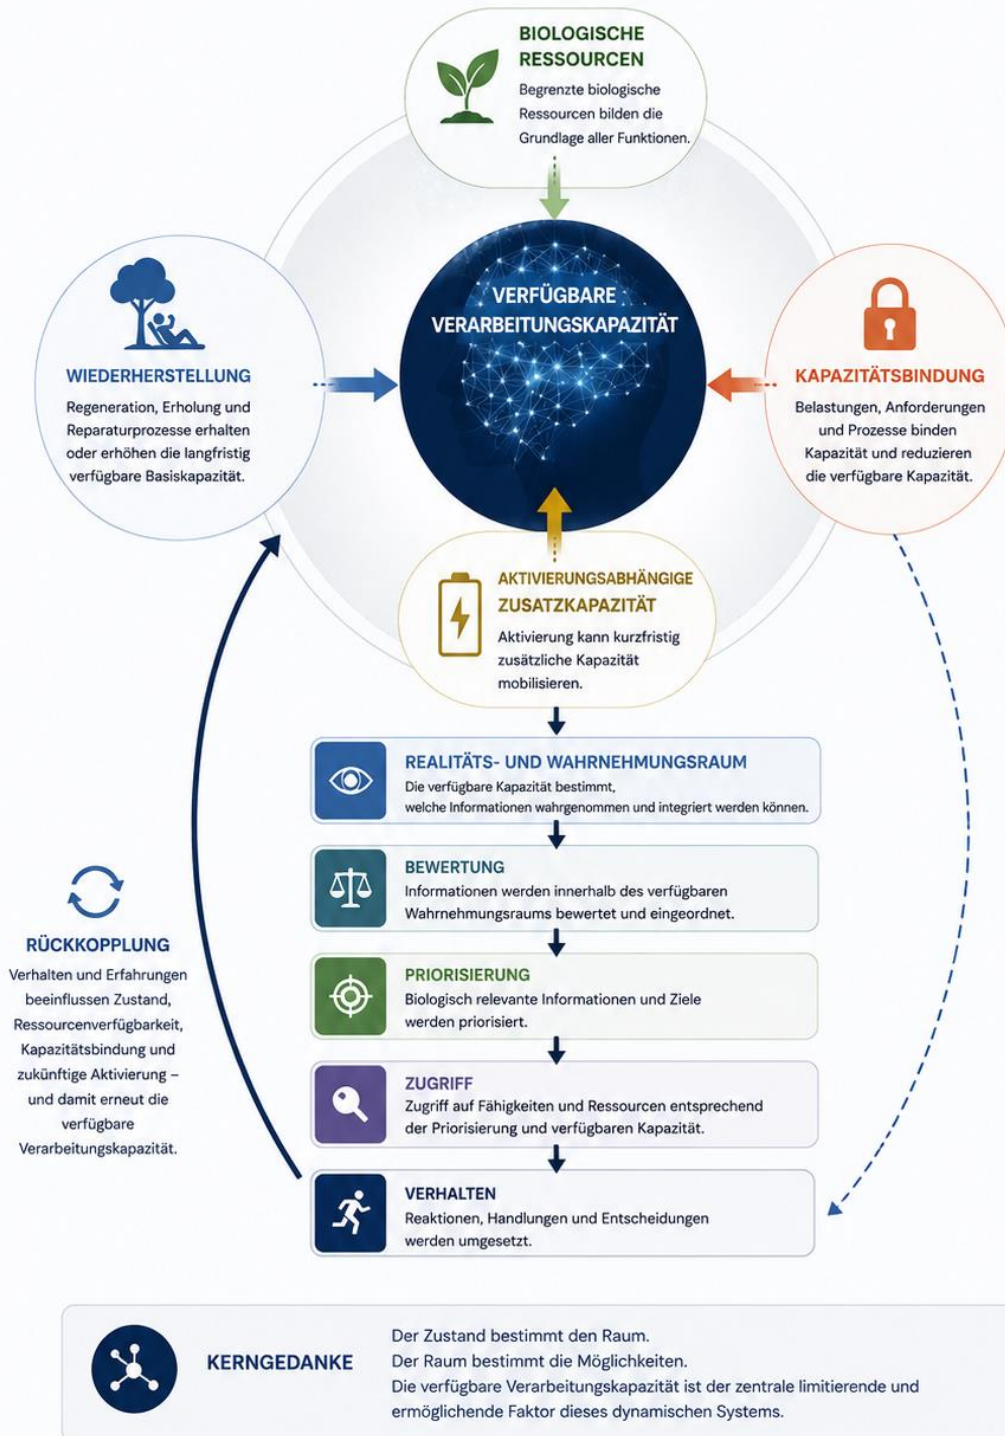 BIOLOGISCHE
RESSOURCEN
Begrenzte biologische
Ressourcen bilden die
Grundlage aller Funktionen.
VERFÜGBARE
VERARBEITUNGSKAPAZITÄT
WIEDERHERSTELLUNG
Regeneration, Erholung und
Reparaturprozesse erhalten
oder erhöhen die langfristig
verfügbare Basiskapazität.
KAPAZITÄTSBINDUNG
Belastungen, Anforderungen
und Prozesse binden
Kapazität und reduzieren
die verfügbare Kapazität.
AKTIVIERUNGSABHÄNGIGE
ZUSATZKAPAZITÄT
Aktivierung kann kurzfristig
zusätzliche Kapazität
mobilisieren.
REALITÄTS- UND WAHRNEHMUNGSRAUM
Die verfügbare Kapazität bestimmt,
welche Informationen wahrgenommen und integriert werden können.
BEWERTUNG
Informationen werden innerhalb des verfügbaren
Wahrnehmungsraums bewertet und eingeordnet.
PRIORISIERUNG
Biologisch relevante Informationen und Ziele
werden priorisiert.
ZUGRIFF
Zugriff auf Fähigkeiten und Ressourcen entsprechend
der Priorisierung und verfügbaren Kapazität.
VERHALTEN
Reaktionen, Handlungen und Entscheidungen
werden umgesetzt.
RÜCKKOPPLUNG
Verhalten und Erfahrungen
beeinflussen Zustand,
Ressourcenverfügbarkeit,
Kapazitätsbindung und
zukünftige Aktivierung –
und damit erneut die
verfügbare
Verarbeitungskapazität.
KERNGEDANKE
Der Zustand bestimmt den Raum.
Der Raum bestimmt die Möglichkeiten.
Die verfügbare Verarbeitungskapazität ist der zentrale limitierende und
ermöglichende Faktor dieses dynamischen Systems.